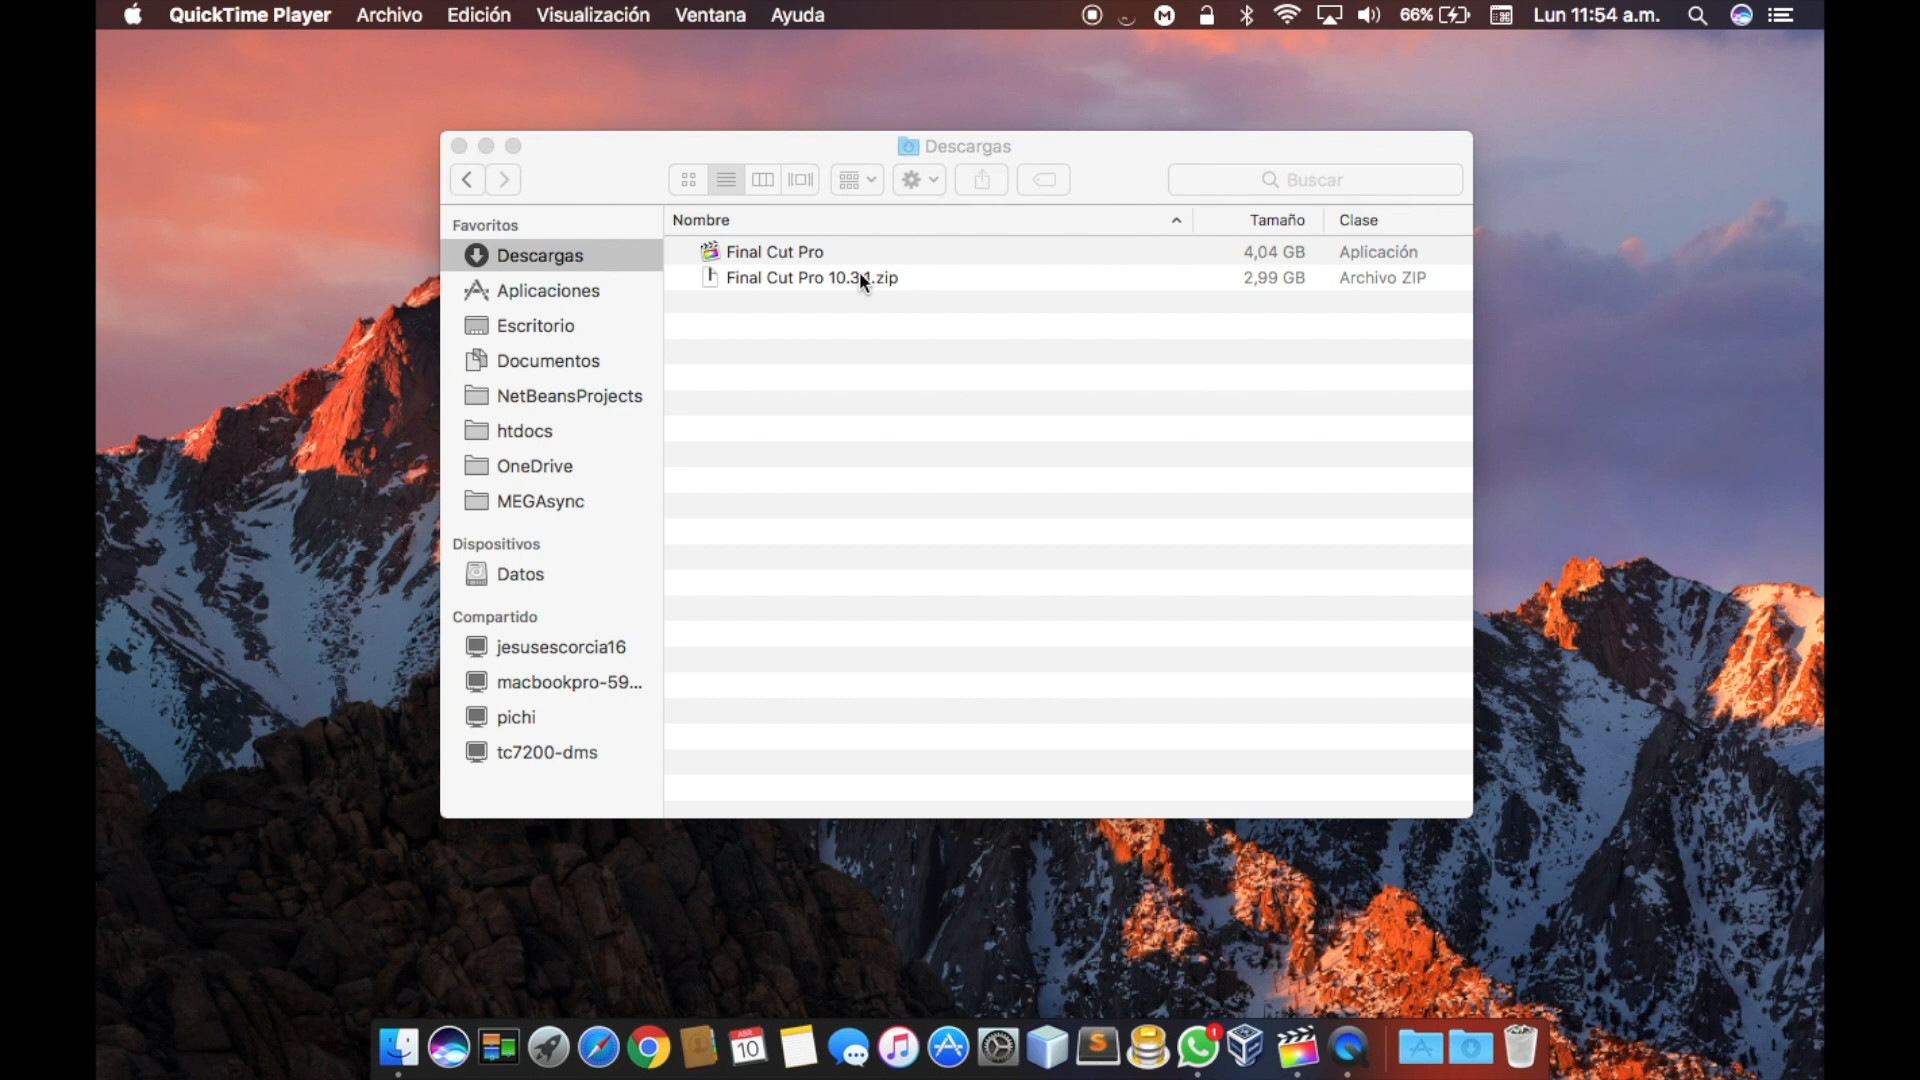 QuickTime Player Archivo Edición Visualización Ventana Ayuda 66% Lun 11:54 a.m.
Descargas
Buscar
Nombre Tamaño Clase
Final Cut Pro 4,04 GB Aplicación
Final Cut Pro 10.3.1.zip 2,99 GB Archivo ZIP
Favoritos
Descargas
Aplicaciones
Escritorio
Documentos
NetBeansProjects
htdocs
OneDrive
MEGAsync
Dispositivos
Datos
Compartido
jesusescorcia16
macbookpro-59...
pichi
tc7200-dms
ABR
10
1